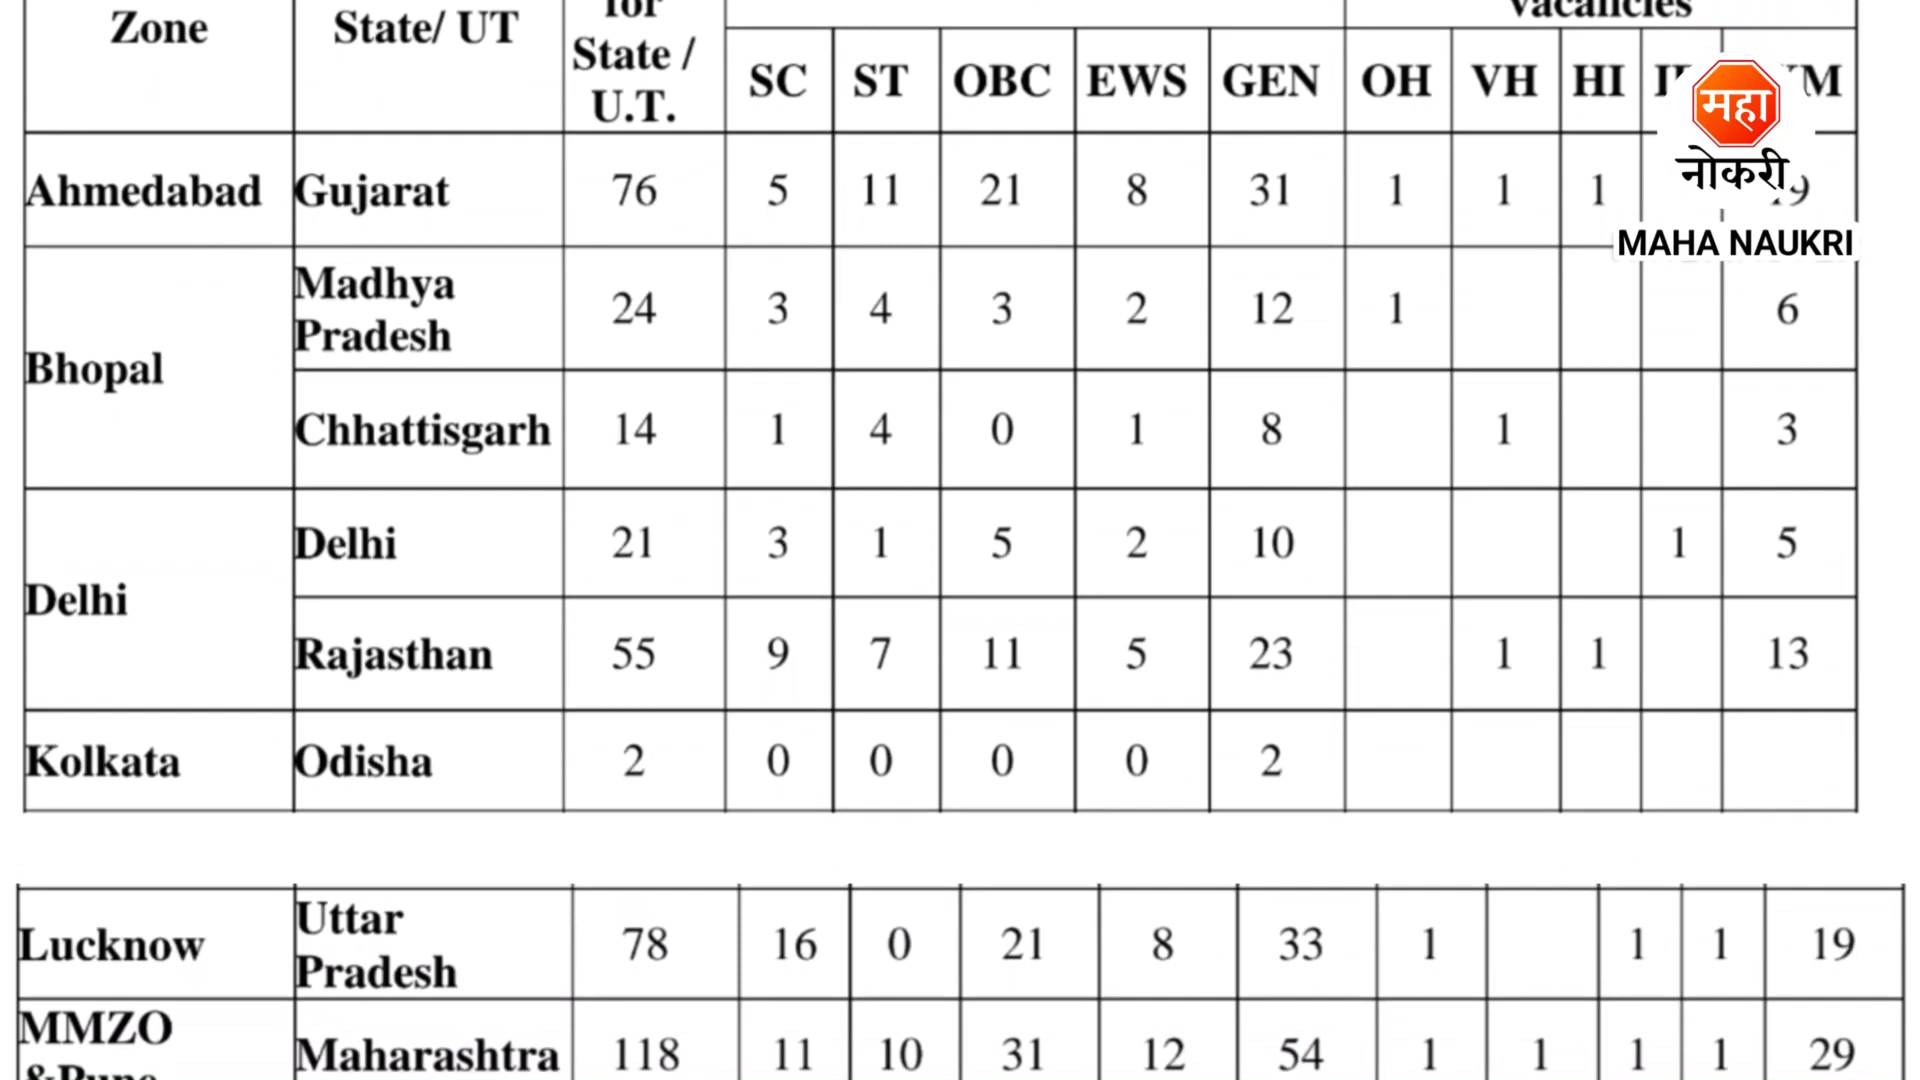 Zone State/ UT for State / U.T. vacancies
SC ST OBC EWS GEN OH VH HI
महा
नोकरी
MAHA NAUKRI
Ahmedabad Gujarat 76 5 11 21 8 31 1 1 1
Bhopal
Madhya Pradesh 24 3 4 3 2 12 1 6
Chhattisgarh 14 1 4 0 1 8 1 3
Delhi
Delhi 21 3 1 5 2 10 1 5
Rajasthan 55 9 7 11 5 23 1 1 13
Kolkata Odisha 2 0 0 0 0 2
Lucknow Uttar Pradesh 78 16 0 21 8 33 1 1 1 19
MMZO &Pune Maharashtra 118 11 10 31 12 54 1 1 1 1 29